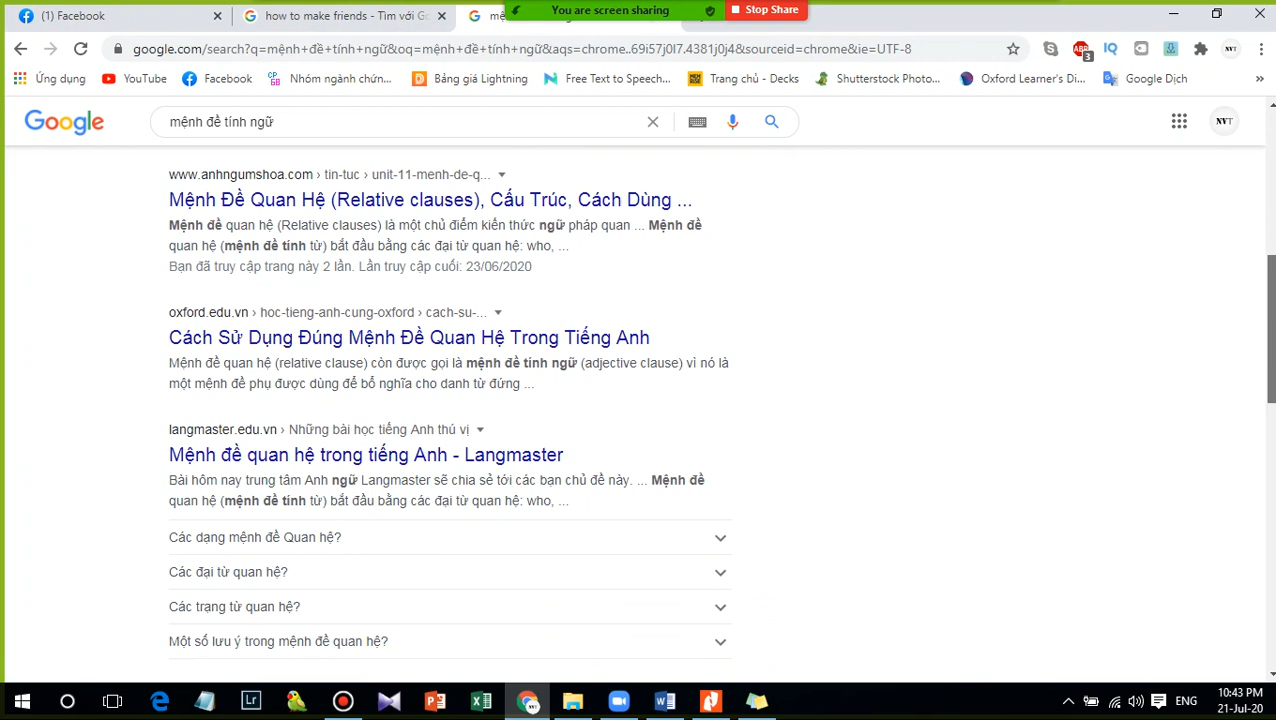 (1) Facebook
how to make friends - Tìm với Go
You are screen sharing
Stop Share
google.com/search?q=mệnh+đề+tính+ngữ&oq=mệnh+đề+tính+ngữ&aqs=chrome..69i57j0l7.4381j0j4&sourceid=chrome&ie=UTF-8
ABP
3
IQ
NVT
Ứng dụng
YouTube
Facebook
Nhóm ngành chứn...
Bảng giá Lightning
Free Text to Speech...
Trang chủ - Decks
Shutterstock Photo...
Oxford Learner's Di...
Google Dịch
»
Google
mệnh đề tính ngữ
NVT
www.anhngumshoa.com › tin-tuc › unit-11-menh-de-q...
Mệnh Đề Quan Hệ (Relative clauses), Cấu Trúc, Cách Dùng ...
Mệnh đề quan hệ (Relative clauses) là một chủ điểm kiến thức ngữ pháp quan ... Mệnh đề
quan hệ (mệnh đề tính từ) bắt đầu bằng các đại từ quan hệ: who, ...
Bạn đã truy cập trang này 2 lần. Lần truy cập cuối: 23/06/2020
oxford.edu.vn › hoc-tieng-anh-cung-oxford › cach-su-...
Cách Sử Dụng Đúng Mệnh Đề Quan Hệ Trong Tiếng Anh
Mệnh đề quan hệ (relative clause) còn được gọi là mệnh đề tính ngữ (adjective clause) vì nó là
một mệnh đề phụ được dùng để bổ nghĩa cho danh từ đứng ...
langmaster.edu.vn › Những bài học tiếng Anh thú vị
Mệnh đề quan hệ trong tiếng Anh - Langmaster
Bài hôm nay trung tâm Anh ngữ Langmaster sẽ chia sẻ tới các bạn chủ đề này. ... Mệnh đề
quan hệ (mệnh đề tính từ) bắt đầu bằng các đại từ quan hệ: who, ...
Các dạng mệnh đề Quan hệ?
Các đại từ quan hệ?
Các trạng từ quan hệ?
Một số lưu ý trong mệnh đề quan hệ?
Lr
ENG
10:43 PM
21-Jul-20